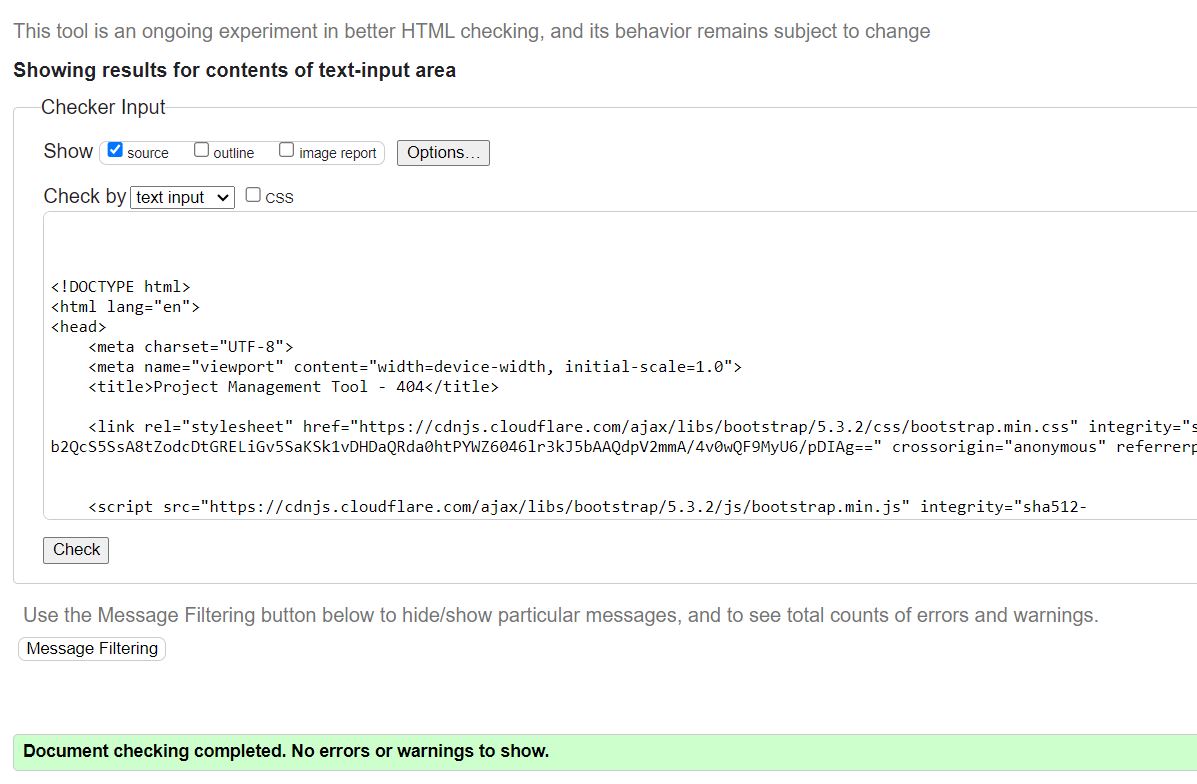 This tool is an ongoing experiment in better HTML checking, and its behavior remains subject to change
Showing results for contents of text-input area
Checker Input
Show source outline image report Options...
Check by text input CSS
<!DOCTYPE html>
<html lang="en">
<head>
    <meta charset="UTF-8">
    <meta name="viewport" content="width=device-width, initial-scale=1.0">
    <title>Project Management Tool - 404</title>
    <link rel="stylesheet" href="https://cdnjs.cloudflare.com/ajax/libs/bootstrap/5.3.2/css/bootstrap.min.css" integrity="s
b2QcS5SsA8tZodcDtGRELiGv5SaKSk1vDHDaQRda0htPYWZ6046lr3kJ5bAAQdpV2mmA/4v0wQF9MyU6/pDIAg==" crossorigin="anonymous" referrerp
    <script src="https://cdnjs.cloudflare.com/ajax/libs/bootstrap/5.3.2/js/bootstrap.min.js" integrity="sha512-
Check
Use the Message Filtering button below to hide/show particular messages, and to see total counts of errors and warnings.
Message Filtering
Document checking completed. No errors or warnings to show.